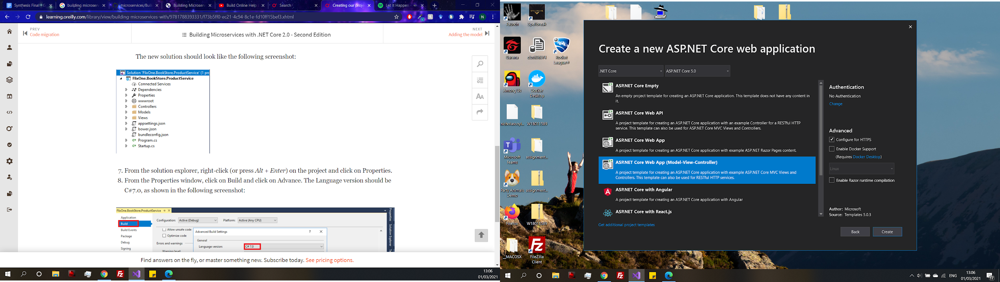 Synthesis Final - G
building microserv
microservices/Buil
Building Microserv
Build Online Help
Search
Creating our proje
Let It Happen
learning.oreilly.com/library/view/building-microservices-with/9781788393331/f73b5ff0-ec21-4c94-8c1e-fd10ff15bef3.xhtml
N
PREV
Code migration
Building Microservices with .NET Core 2.0 - Second Edition
NEXT
Adding the model
The new solution should look like the following screenshot:
Solution 'FlixOne.BookStore.ProductService' (1 pro
FlixOne.BookStore.ProductService
Connected Services
Dependencies
Properties
wwwroot
Controllers
Models
Views
appsettings.json
bower.json
bundleconfig.json
C# Program.cs
C# Startup.cs
7. From the solution explorer, right-click (or press Alt + Enter) on the project and click on Properties.
8. From the Properties window, click on Build and click on Advance. The Language version should be
C#7.0, as shown in the following screenshot:
FlixOne.BookStore.ProductService
Application
Build
Build Events
Package
Debug
Signing
Configuration: Active (Debug)
Platform: Active (Any CPU)
Allow unsafe code
Optimize code
Errors and warnings
Warning level:
Advanced Build Settings
General
Language version: C# 7.0
Properties
Solution Explorer
Find answers on the fly, or master something new. Subscribe today. See pricing options.
13:06
01/03/2021
Paunch
Spellbreak
Garena
obs636374
Rocket
League®
Among Us
Docker
Desktop
nicholascoyl...
W18011589
Microsoft
Teams
assignment...
Party Animals
Demo
assignment...
Firefox
W18011589
__MACOSX
FileZilla
Client
Create a new ASP.NET Core web application
.NET Core
ASP.NET Core 5.0
ASP.NET Core Empty
An empty project template for creating an ASP.NET Core application. This template does not have any content in
it.
ASP.NET Core Web API
A project template for creating an ASP.NET Core application with an example Controller for a RESTful HTTP
service. This template can also be used for ASP.NET Core MVC Views and Controllers.
ASP.NET Core Web App
A project template for creating an ASP.NET Core application with example ASP.NET Razor Pages content.
ASP.NET Core Web App (Model-View-Controller)
A project template for creating an ASP.NET Core application with example ASP.NET Core MVC Views and
Controllers. This template can also be used for RESTful HTTP services.
ASP.NET Core with Angular
A project template for creating an ASP.NET Core application with Angular
ASP.NET Core with React.js
Get additional project templates
Authentication
No Authentication
Change
Advanced
Configure for HTTPS
Enable Docker Support
(Requires Docker Desktop)
Linux
Enable Razor runtime compilation
Author: Microsoft
Source: Templates 5.0.3
Back
Create
ENG
13:06
01/03/2021
17